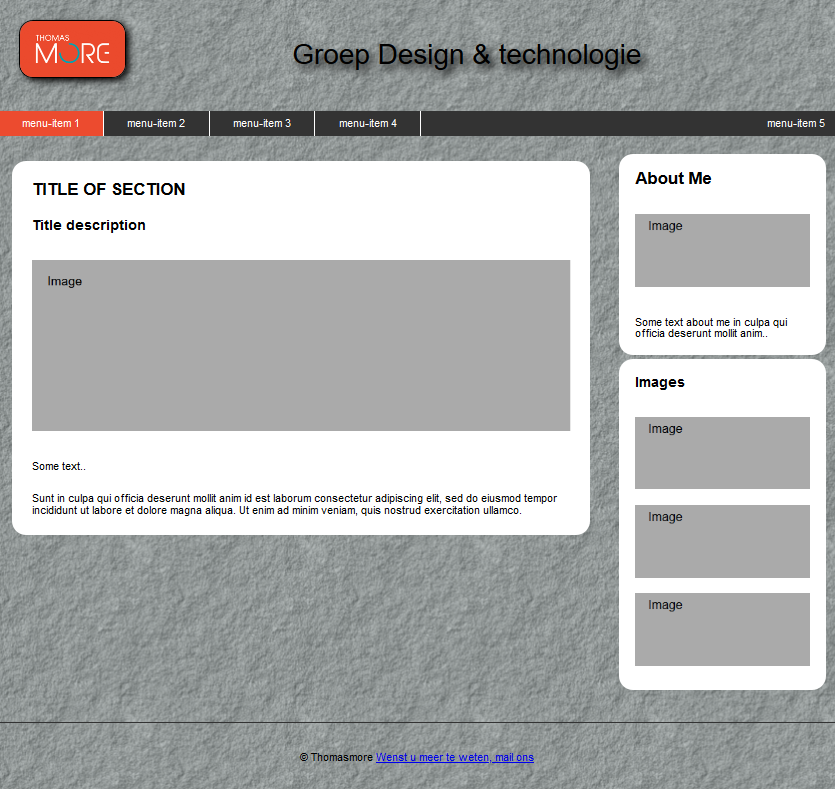 THOMAS
MORE
Groep Design & technologie
menu-item 1
menu-item 2
menu-item 3
menu-item 4
menu-item 5
TITLE OF SECTION
Title description
Image
Some text..
Sunt in culpa qui officia deserunt mollit anim id est laborum consectetur adipiscing elit, sed do eiusmod tempor
incididunt ut labore et dolore magna aliqua. Ut enim ad minim veniam, quis nostrud exercitation ullamco.
About Me
Image
Some text about me in culpa qui
officia deserunt mollit anim..
Images
Image
Image
Image
© Thomasmore Wenst u meer te weten, mail ons